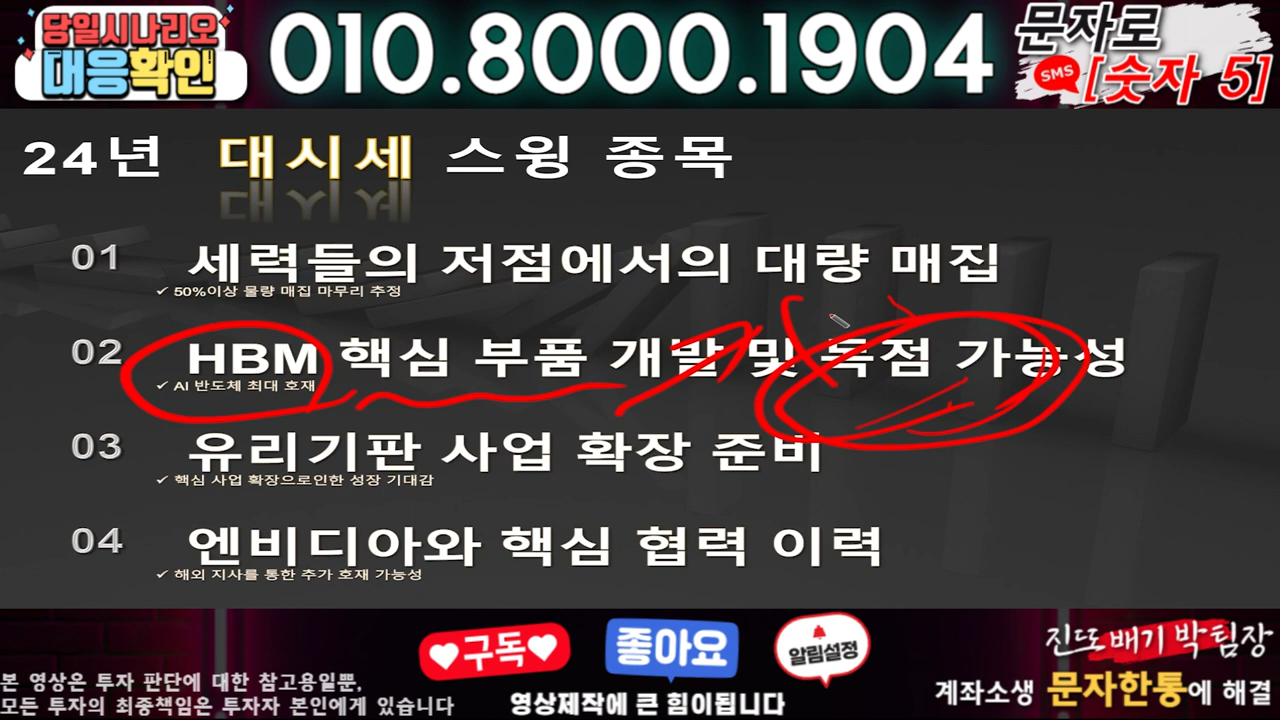 당일시나리오
대응확인
010.8000.1904
문자로
SMS
[숫자 5]
24년 대시세 스윙 종목
01 세력들의 저점에서의 대량 매집
✓ 50%이상 물량 매집 마무리 추정
02 HBM 핵심 부품 개발 및 독점 가능성
✓ AI 반도체 최대 호재
03 유리기판 사업 확장 준비
✓ 핵심 사업 확장으로인한 성장 기대감
04 엔비디아와 핵심 협력 이력
✓ 해외 지사를 통한 추가 호재 가능성
구독
좋아요
알림설정
영상제작에 큰 힘이됩니다
본 영상은 투자 판단에 대한 참고용일뿐,
모든 투자의 최종책임은 투자자 본인에게 있습니다
진또배기 박팀장
계좌소생 문자한통에 해결